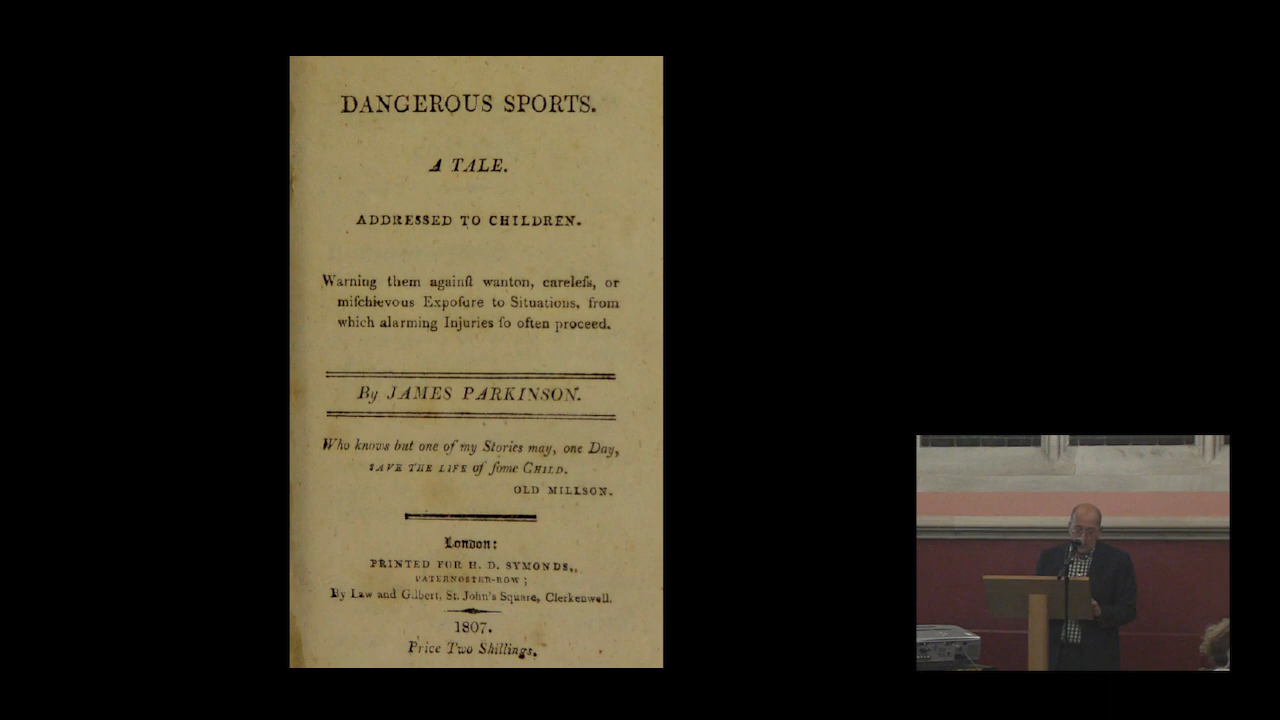 DANGEROUS SPORTS.
A TALE.
ADDRESSED TO CHILDREN.
Warning them againſt wanton, careleſs, or
miſchievous Expoſure to Situations, from
which alarming Injuries ſo often proceed.
By JAMES PARKINSON.
Who knows but one of my Stories may, one Day,
SAVE THE LIFE of ſome CHILD.
OLD MILLSON.
London:
PRINTED FOR H. D. SYMONDS,
PATERNOSTER-ROW;
By Law and Gilbert, St. John's Square, Clerkenwell.
1807.
Price Two Shillings.